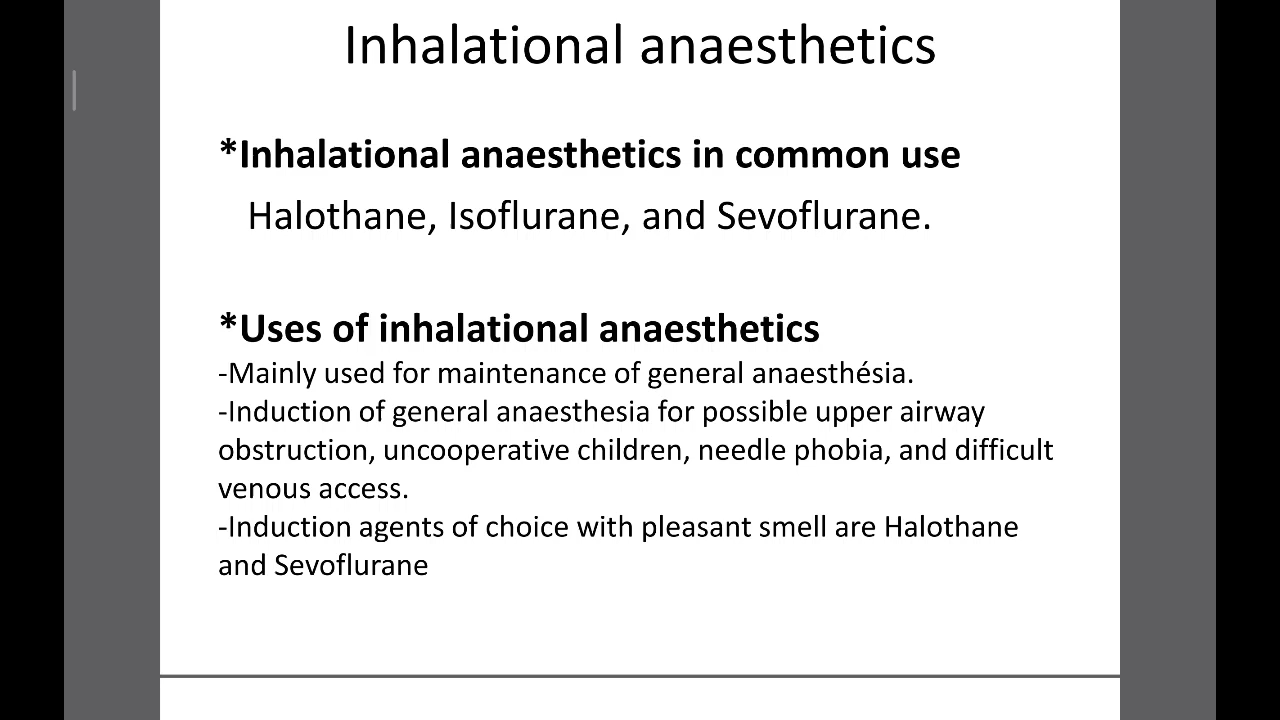 Inhalational anaesthetics
*Inhalational anaesthetics in common use
Halothane, Isoflurane, and Sevoflurane.
*Uses of inhalational anaesthetics
-Mainly used for maintenance of general anaesthésia.
-Induction of general anaesthesia for possible upper airway
obstruction, uncooperative children, needle phobia, and difficult
venous access.
-Induction agents of choice with pleasant smell are Halothane
and Sevoflurane